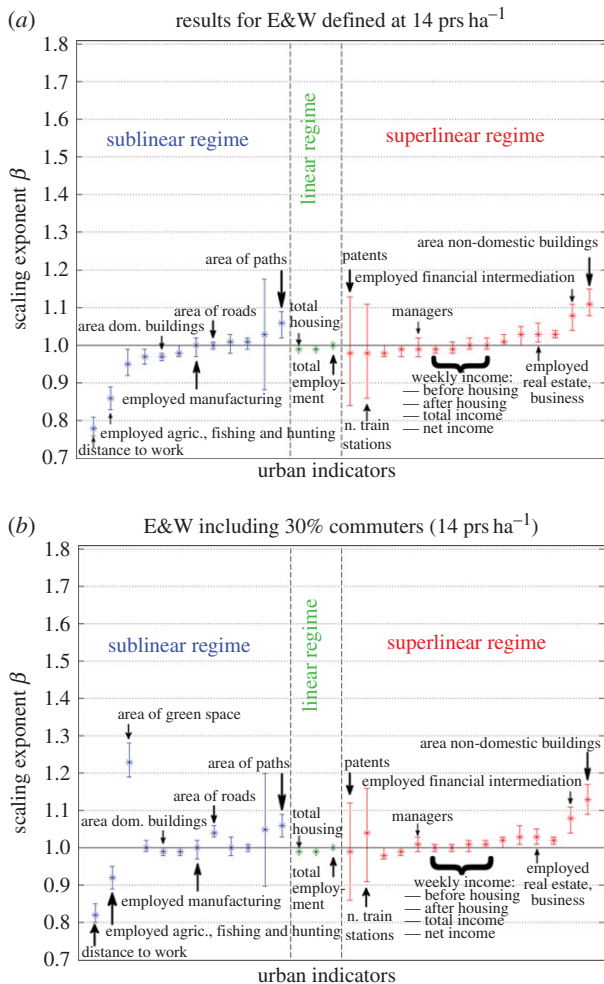 (a) results for E&W defined at 14 prs ha⁻¹
1.8
1.7
1.6
1.5
1.4
1.3
1.2
1.1
1.0
0.9
0.8
0.7
scaling exponent β
sublinear regime
linear regime
superlinear regime
area of paths
area of roads
area dom. buildings
employed manufacturing
employed agric., fishing and hunting
distance to work
total
housing
total
employ-
ment
patents
area non-domestic buildings
employed financial intermediation
managers
n. train
stations
weekly income:
— before housing
— after housing
— total income
— net income
employed
real estate,
business
urban indicators
(b) E&W including 30% commuters (14 prs ha⁻¹)
1.8
1.7
1.6
1.5
1.4
1.3
1.2
1.1
1.0
0.9
0.8
0.7
scaling exponent β
sublinear regime
linear regime
superlinear regime
area of green space
area of paths
area of roads
area dom. buildings
employed manufacturing
employed agric., fishing and hunting
distance to work
total
housing
total
employ-
ment
patents
area non-domestic buildings
employed financial intermediation
managers
n. train
stations
weekly income:
— before housing
— after housing
— total income
— net income
employed
real estate,
business
urban indicators